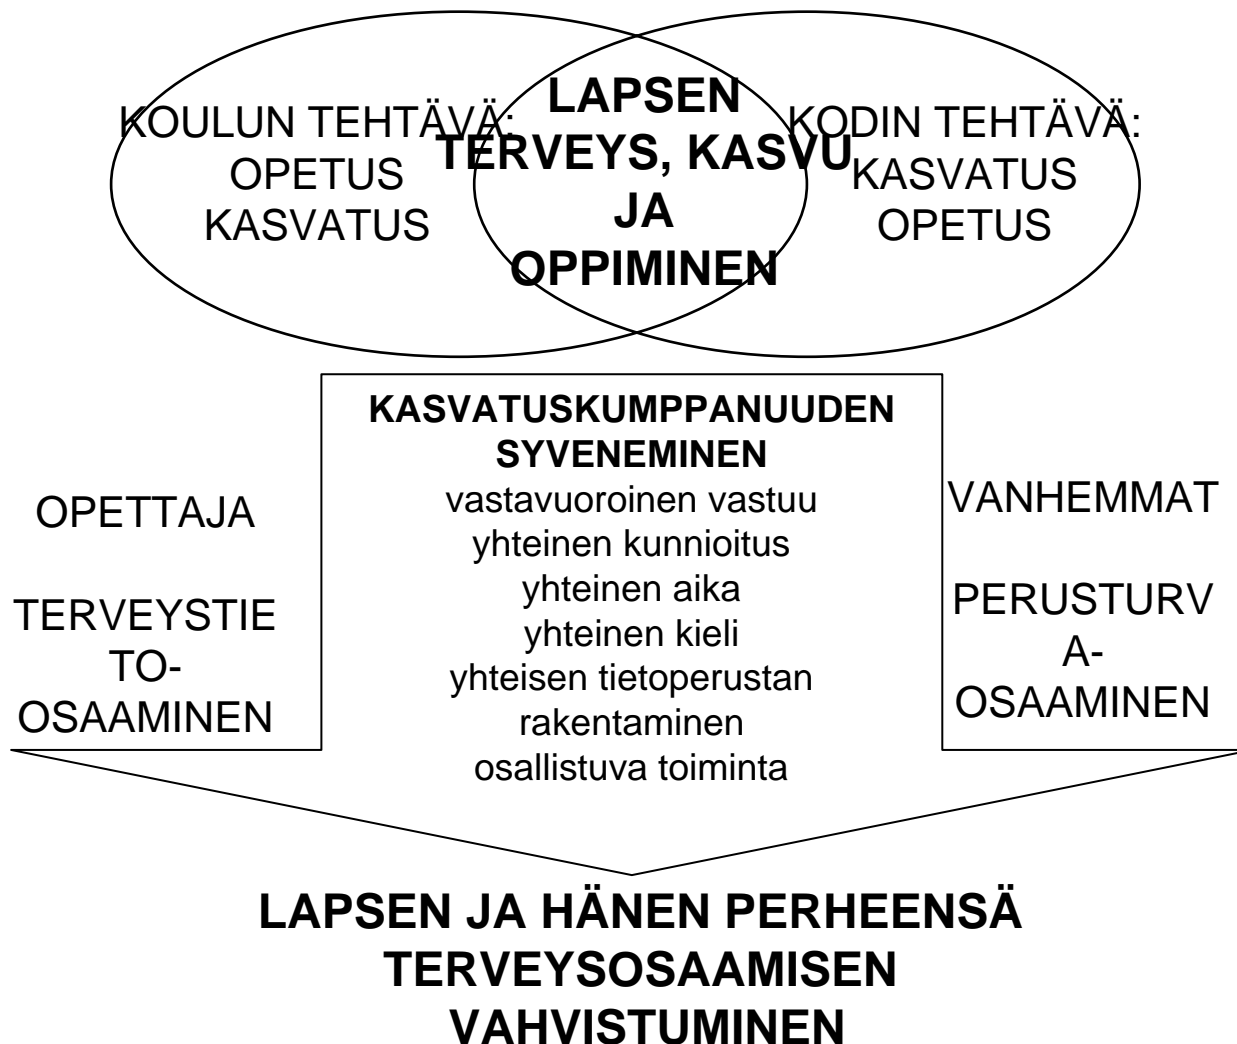 KOULUN TEHTÄVÄ:
OPETUS
KASVATUS
LAPSEN
TERVEYS, KASVU
JA
OPPIMINEN
KODIN TEHTÄVÄ:
KASVATUS
OPETUS
OPETTAJA
TERVEYSTIE
TO-
OSAAMINEN
KASVATUSKUMPPANUUDEN
SYVENEMINEN
vastavuoroinen vastuu
yhteinen kunnioitus
yhteinen aika
yhteinen kieli
yhteisen tietoperustan
rakentaminen
osallistuva toiminta
VANHEMMAT
PERUSTURV
A-
OSAAMINEN
LAPSEN JA HÄNEN PERHEENSÄ
TERVEYSOSAAMISEN
VAHVISTUMINEN